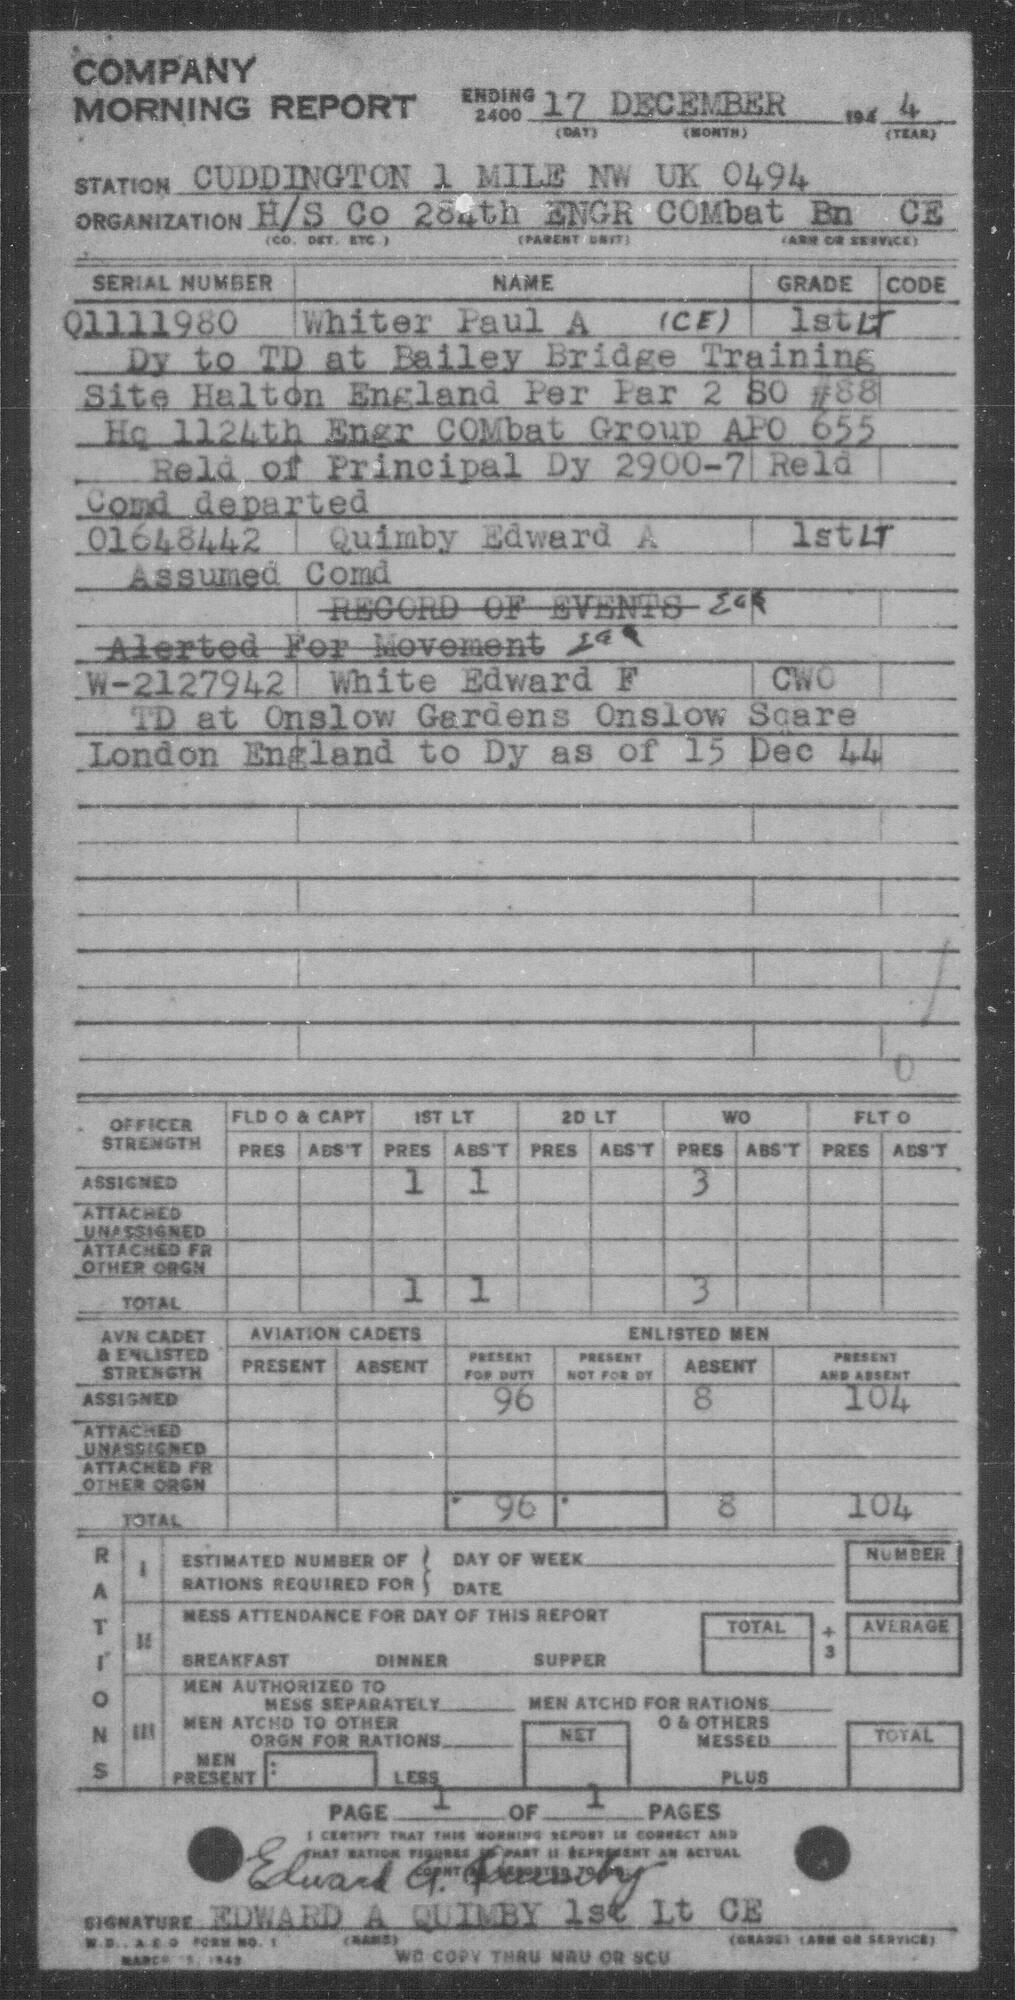 COMPANY
MORNING REPORT ENDING 2400 17 DECEMBER 194 4
(DAY) (MONTH) (YEAR)
STATION CUDDINGTON 1 MILE NW UK 0494
ORGANIZATION H/S Co 284th ENGR COMbat Bn CE
(CO. DET. ETC.) (PARENT UNIT) (ARM OR SERVICE)
SERIAL NUMBER NAME GRADE CODE
O1111980 Whiter Paul A (CE) 1st LT
Dy to TD at Bailey Bridge Training
Site Halton England Per Par 2 SO #88
Hq 1124th Engr COMbat Group APO 655
Reld of Principal Dy 2900-7 Reld
Comd departed
01648442 Quimby Edward A 1st LT
Assumed Comd
RECORD OF EVENTS EAQ
Alerted For Movement EAQ
W-2127942 White Edward F CWO
TD at Onslow Gardens Onslow Sqare
London England to Dy as of 15 Dec 44
0
OFFICER STRENGTH FLD O & CAPT 1ST LT 2D LT WO FLT O
PRES ABS'T PRES ABS'T PRES ABS'T PRES ABS'T PRES ABS'T
ASSIGNED 1 1 3
ATTACHED UNASSIGNED
ATTACHED FR OTHER ORGN
TOTAL 1 1 3
AVN CADET & ENLISTED STRENGTH AVIATION CADETS ENLISTED MEN
PRESENT ABSENT PRESENT FOR DUTY PRESENT NOT FOR DY ABSENT PRESENT AND ABSENT
ASSIGNED 96 8 104
ATTACHED UNASSIGNED
ATTACHED FR OTHER ORGN
TOTAL 96 8 104
RATIONS
I ESTIMATED NUMBER OF RATIONS REQUIRED FOR DAY OF WEEK NUMBER
DATE
II MESS ATTENDANCE FOR DAY OF THIS REPORT TOTAL ÷ 3 AVERAGE
BREAKFAST DINNER SUPPER
III MEN AUTHORIZED TO MESS SEPARATELY MEN ATCHD FOR RATIONS
MEN ATCHD TO OTHER ORGN FOR RATIONS NET O & OTHERS MESSED TOTAL
MEN PRESENT LESS PLUS
PAGE 1 OF 1 PAGES
I CERTIFY THAT THIS MORNING REPORT IS CORRECT AND
THAT RATION FIGURES IN PART II REPRESENT AN ACTUAL
COUNT REPORTED TO
Edward A. Quimby
SIGNATURE EDWARD A QUIMBY 1st Lt CE
W.D., A.G.O. FORM NO. 1 (NAME) (GRADE) (ARM OR SERVICE)
MARCH 5, 1943 WD COPY THRU MRU OR SCU